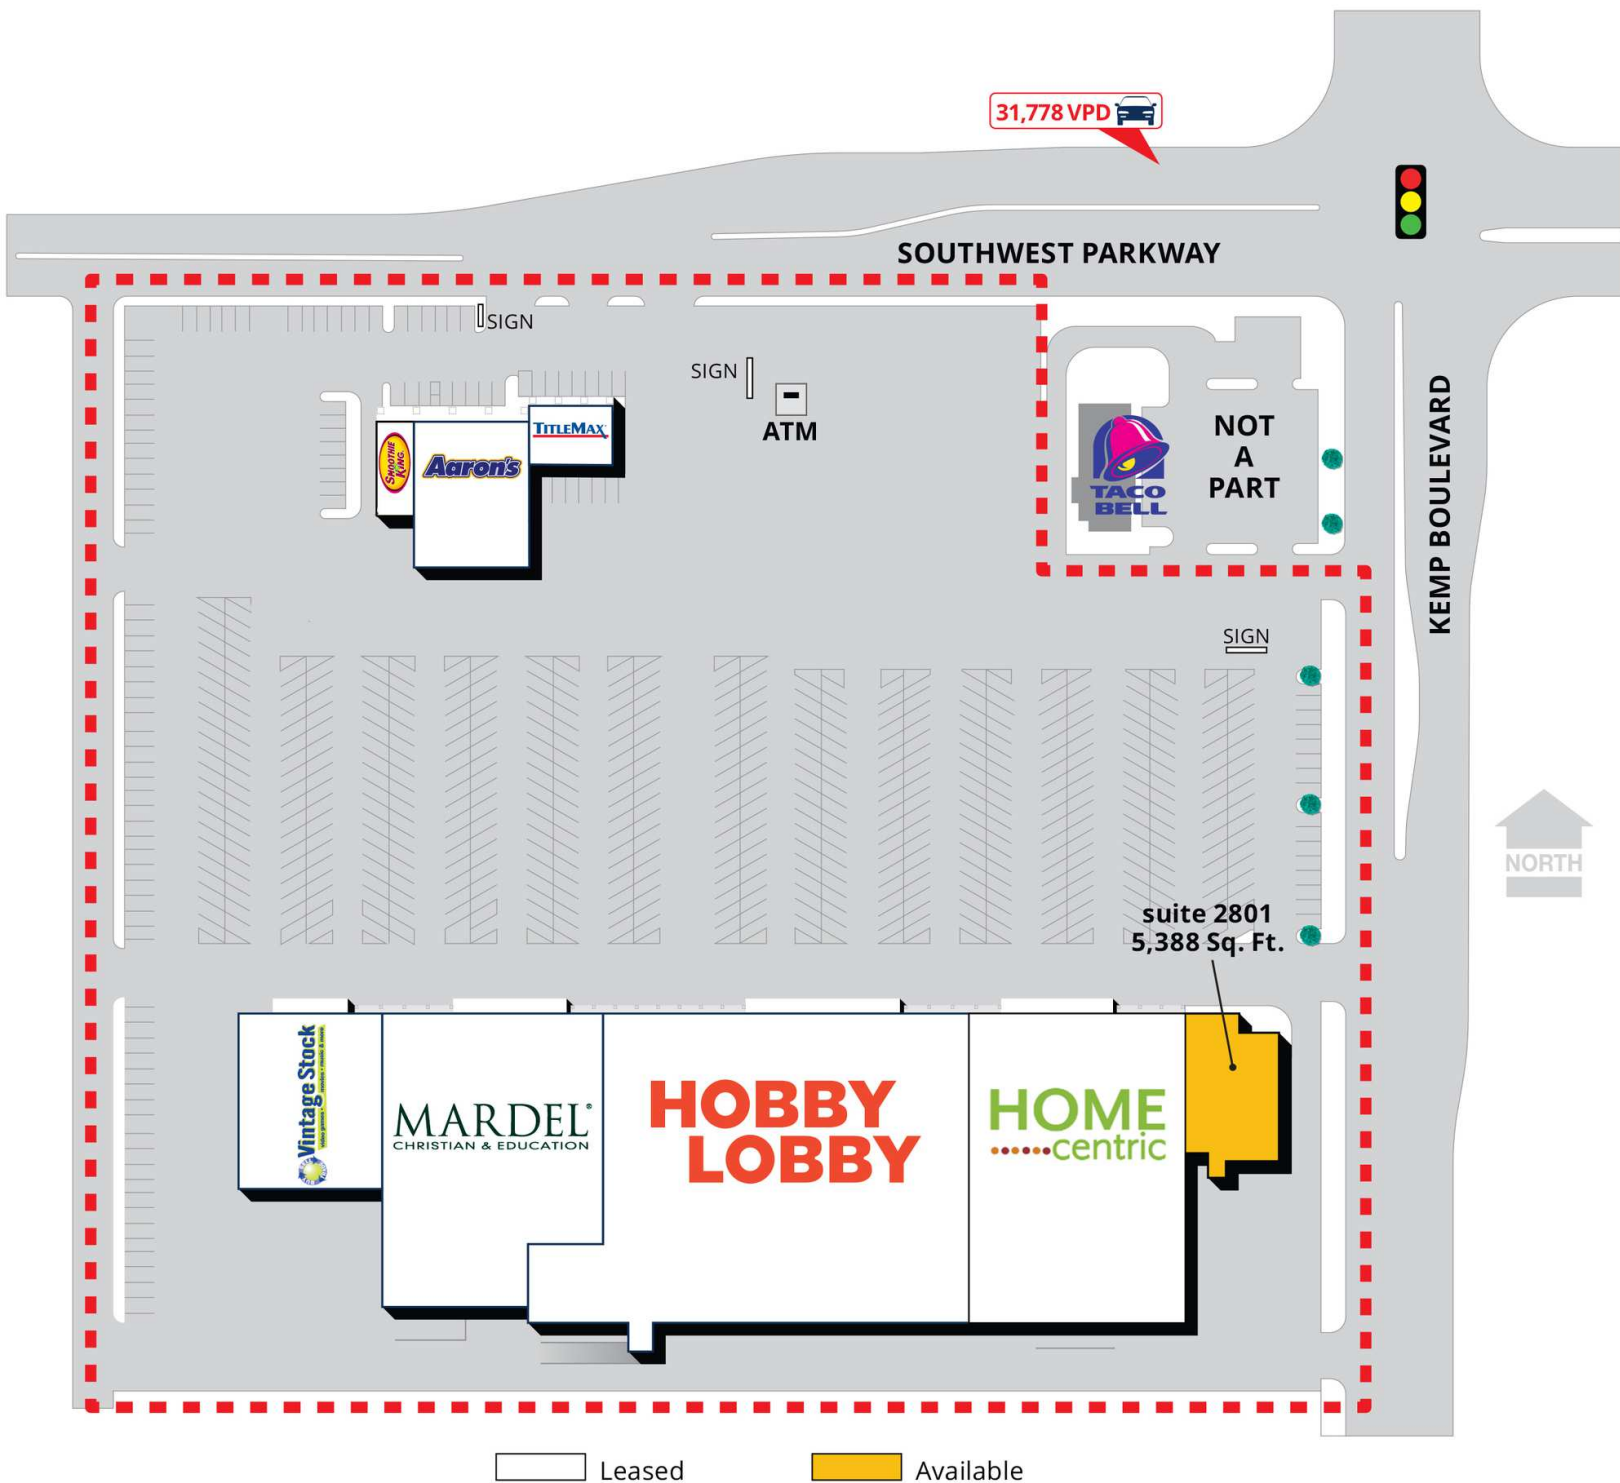 31,778 VPD
SOUTHWEST PARKWAY
SIGN
SIGN
ATM
SMOOTHIE
KING
Aaron's
TITLEMAX
TACO
BELL
NOT
A
PART
KEMP BOULEVARD
SIGN
NORTH
suite 2801
5,388 Sq. Ft.
Vintage Stock
MARDEL®
CHRISTIAN & EDUCATION
HOBBY
LOBBY
HOME
centric
Leased
Available